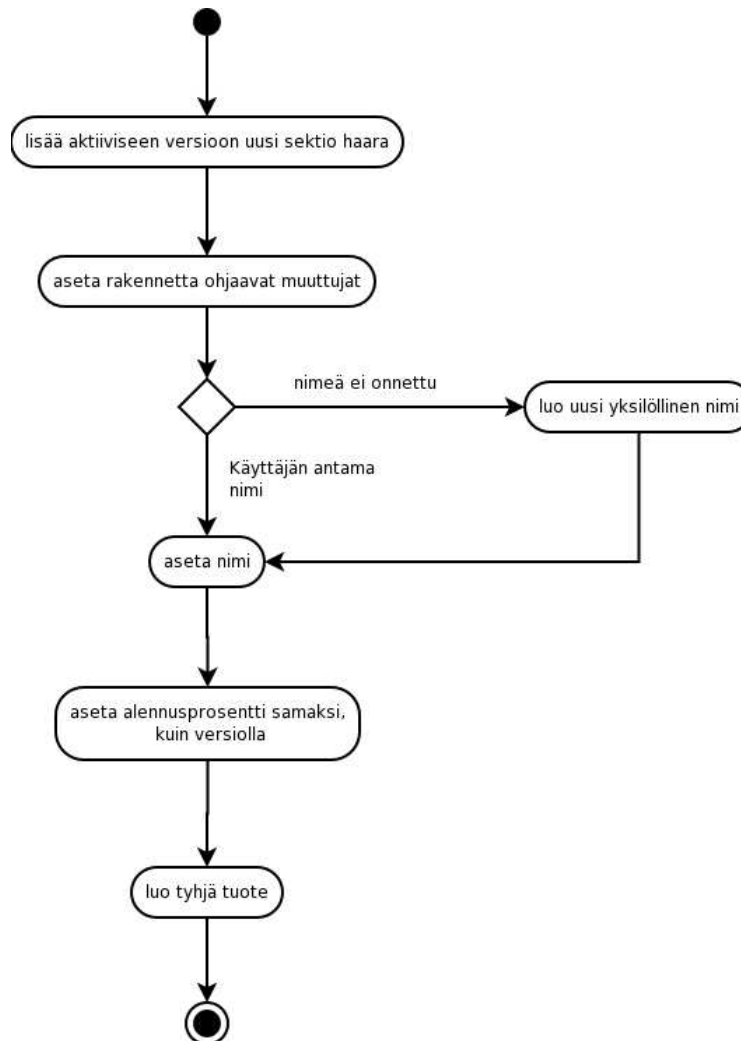 lisää aktiiviseen versioon uusi sektio haara
aseta rakennetta ohjaavat muuttujat
nimeä ei onnettu
luo uusi yksilöllinen nimi
Käyttäjän antama
nimi
aseta nimi
aseta alennusprosentti samaksi,
kuin versiolla
luo tyhjä tuote